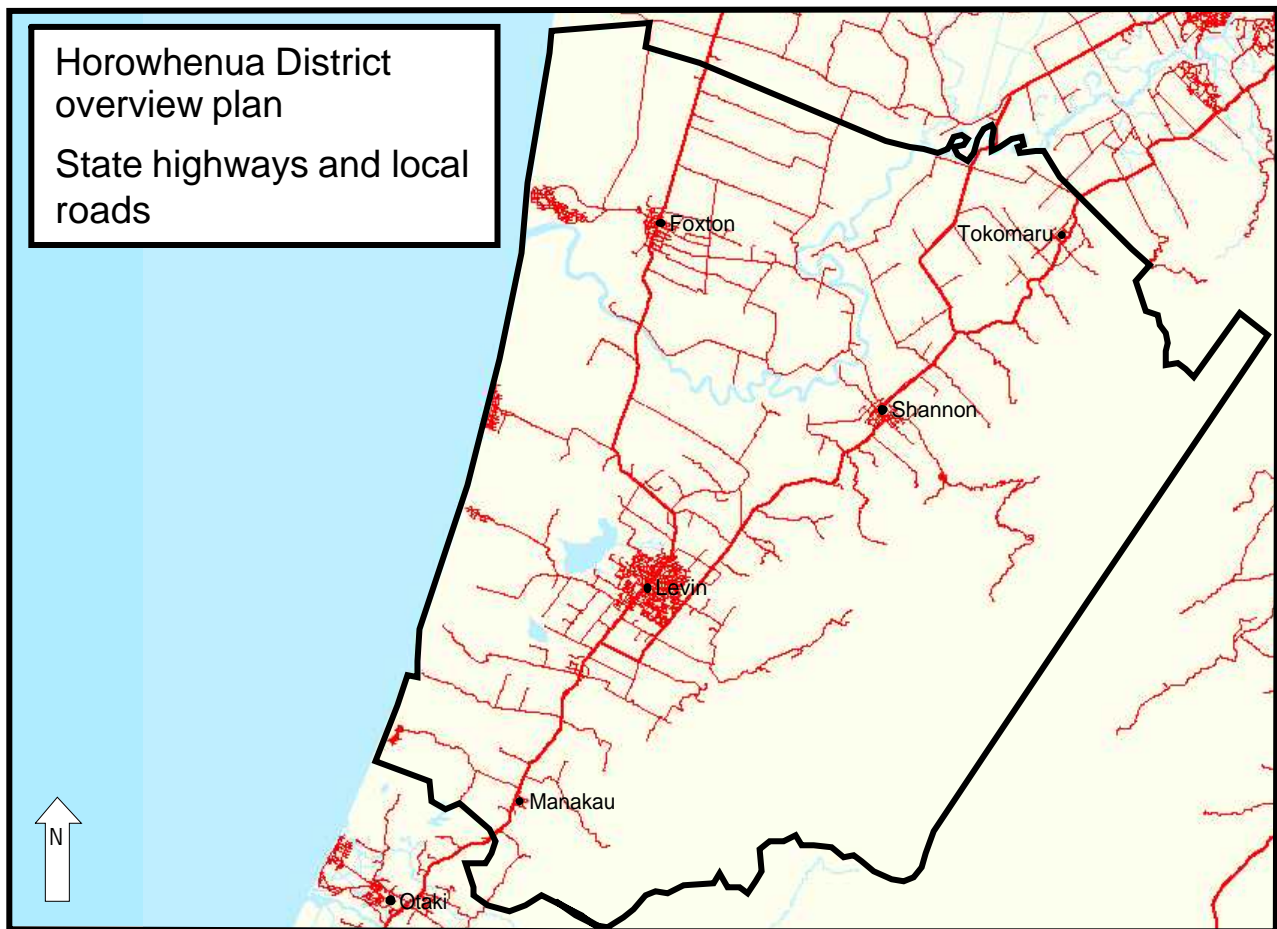 Horowhenua District
overview plan
State highways and local
roads
Foxton
Tokomaru
Shannon
Levin
Manakau
N
Otaki